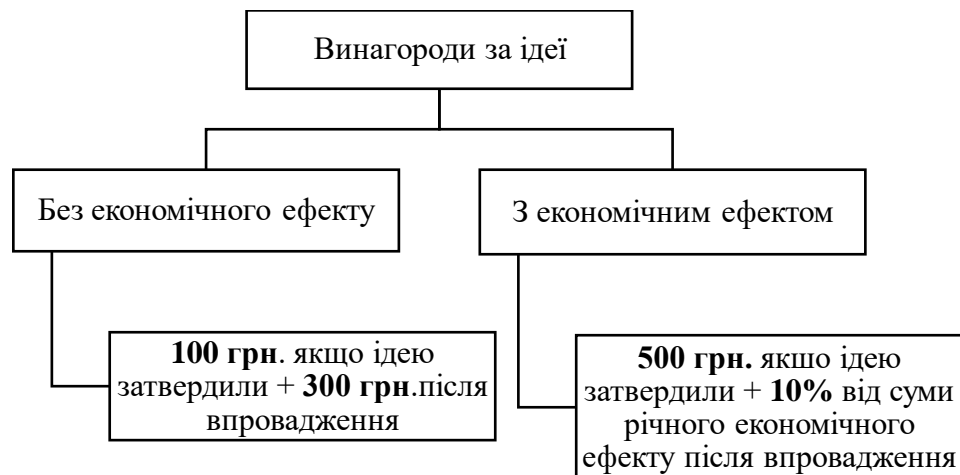 Винагороди за ідеї
Без економічного ефекту
З економічним ефектом
100 грн. якщо ідею
затвердили + 300 грн.після
впровадження
500 грн. якшо ідею
затвердили + 10% від суми
річного економічного
ефекту після впровадження